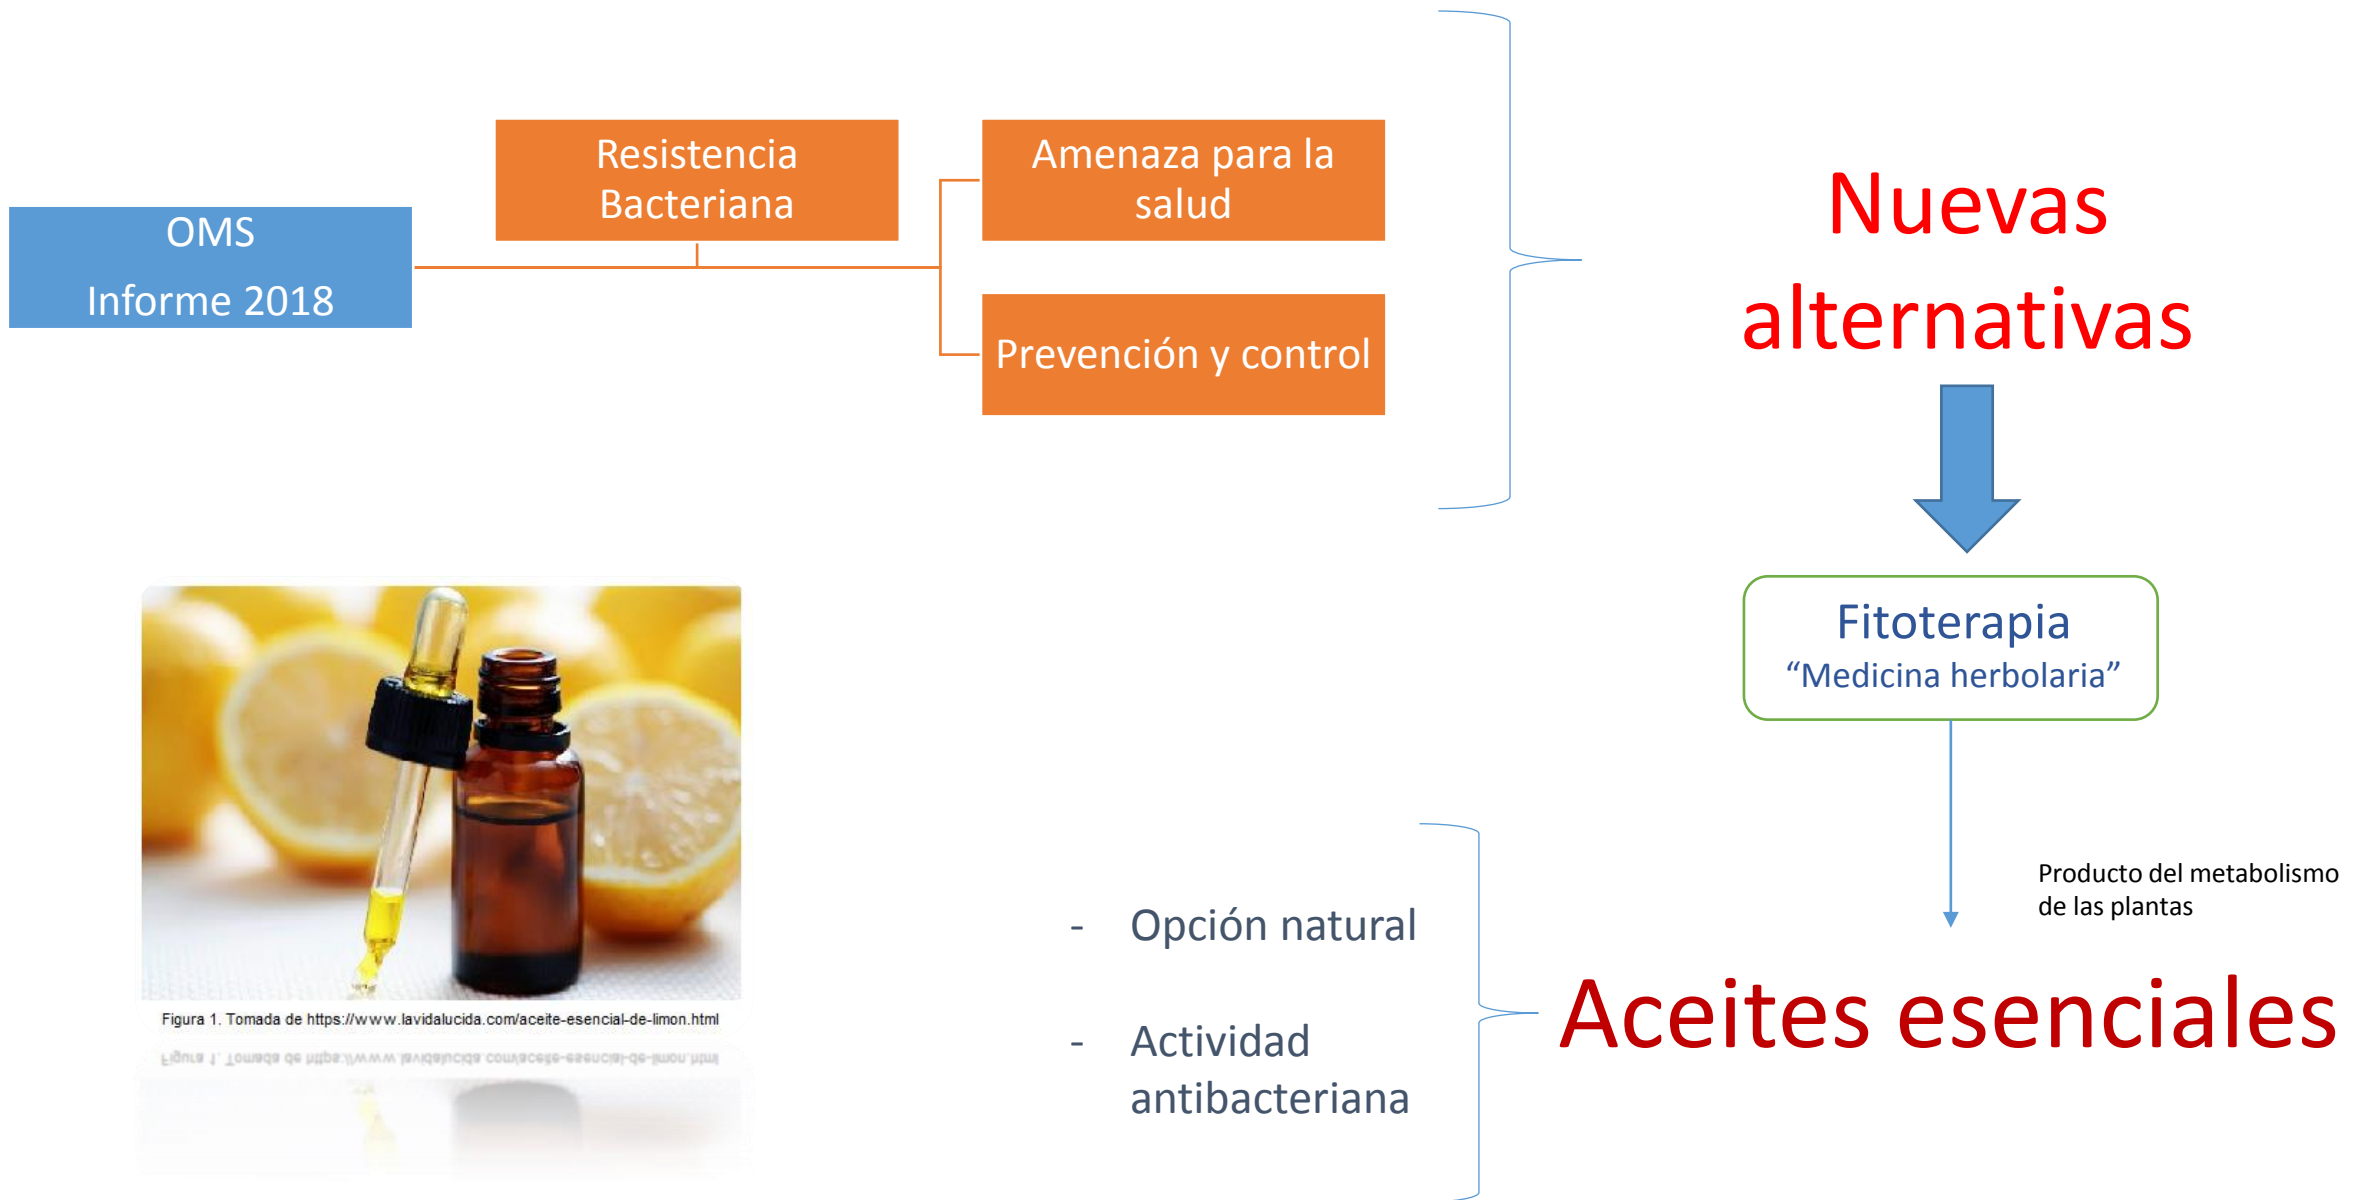 OMS
Informe 2018
Resistencia
Bacteriana
Amenaza para la
salud
Prevención y control
Nuevas
alternativas
Fitoterapia
“Medicina herbolaria”
Producto del metabolismo
de las plantas
Aceites esenciales
- Opción natural
- Actividad
antibacteriana
Figura 1. Tomada de https://www.lavidalucida.com/aceite-esencial-de-limon.html